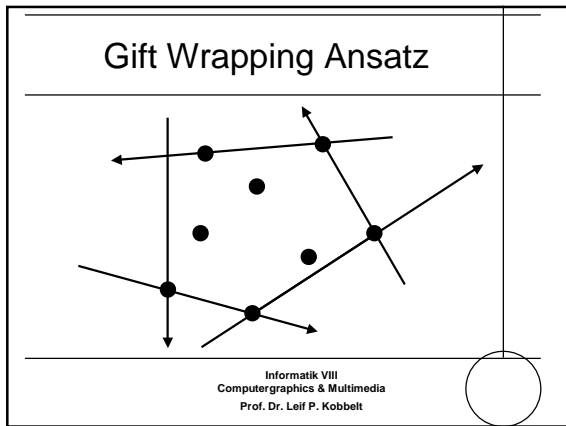 Gift Wrapping Ansatz
Informatik VIII
Computergraphics & Multimedia
Prof. Dr. Leif P. Kobbelt